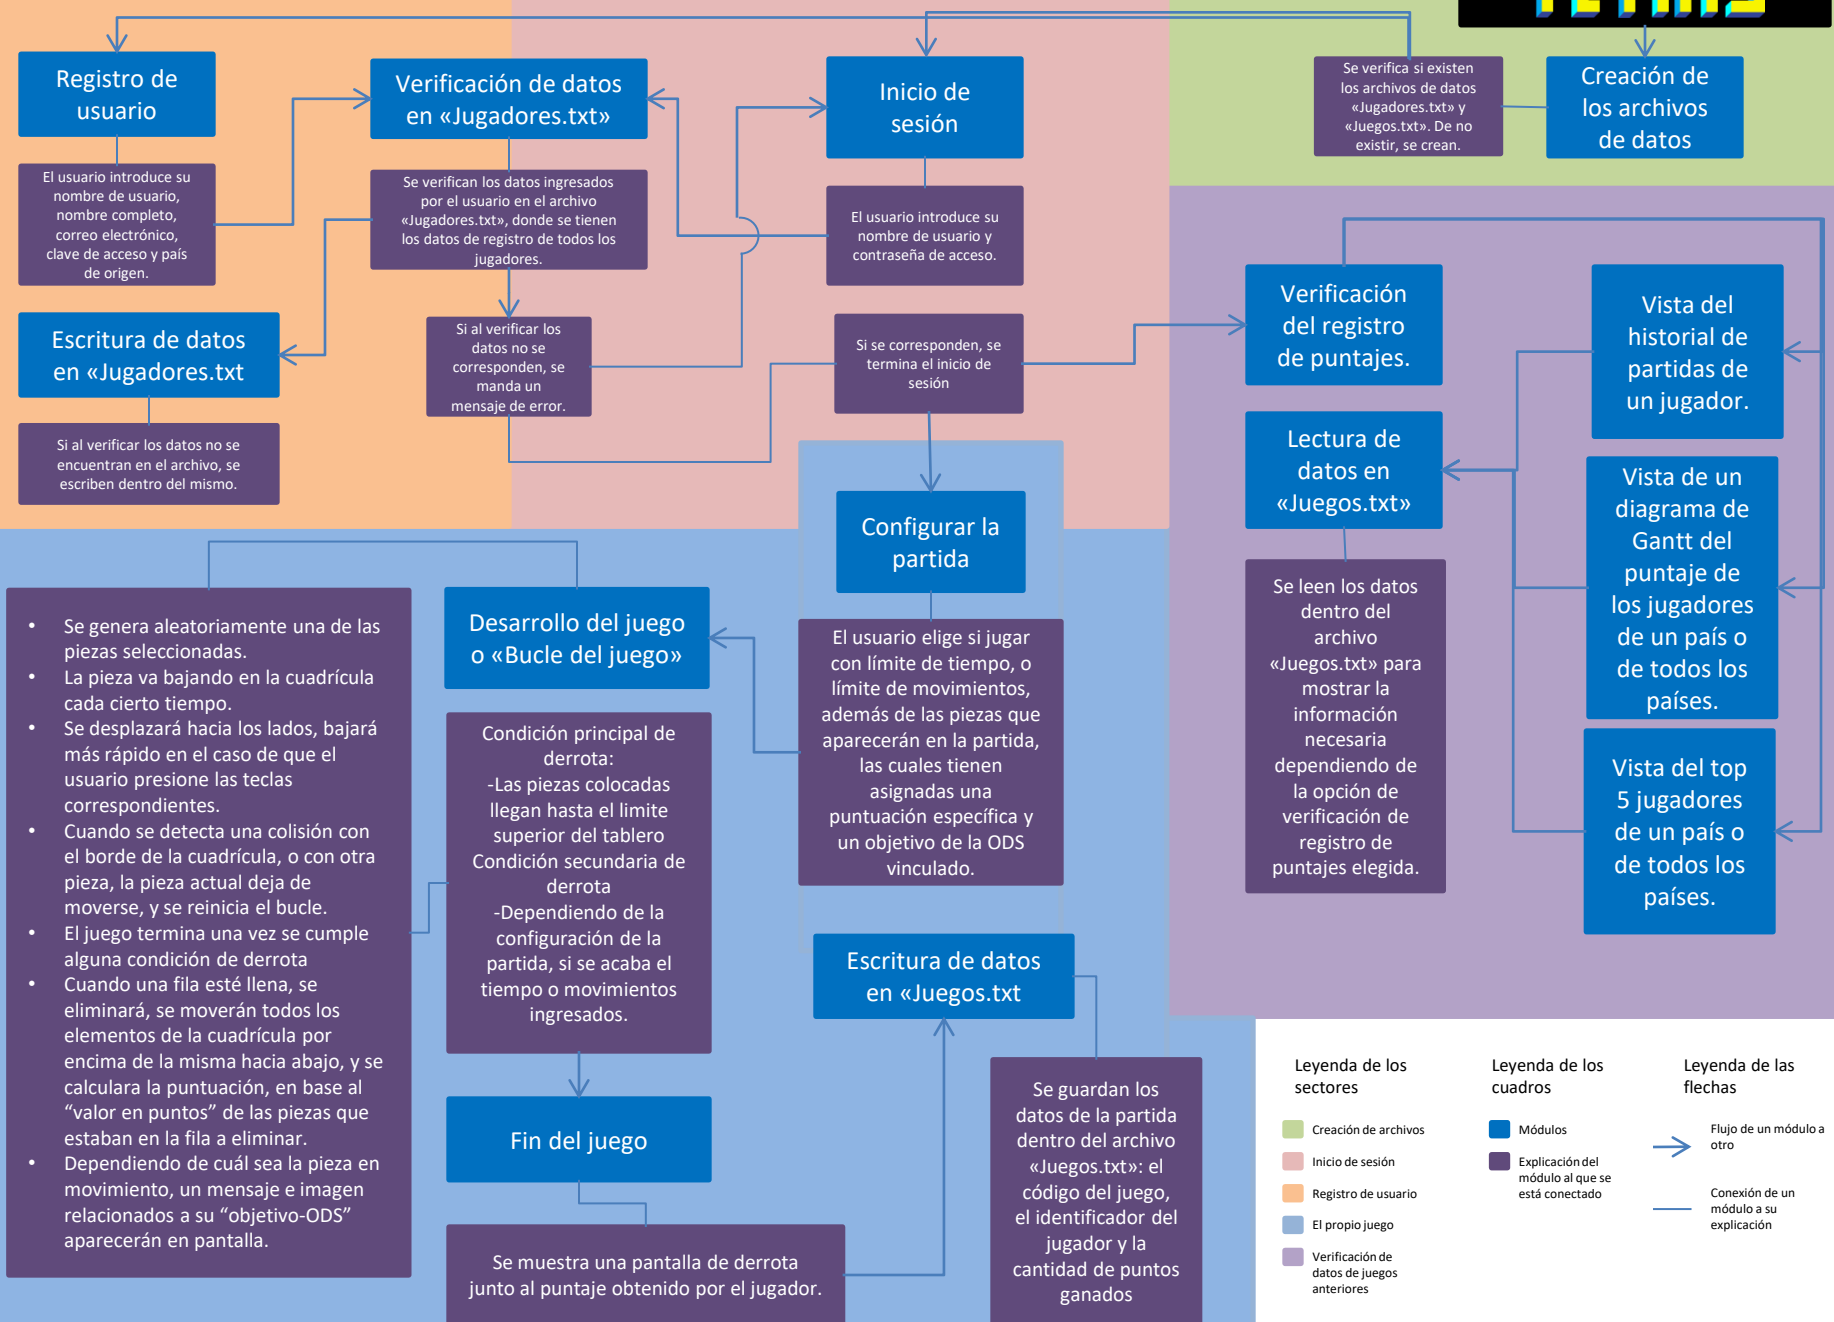 TETRIS
Registro de
usuario
El usuario introduce su
nombre de usuario,
nombre completo,
correo electrónico,
clave de acceso y país
de origen.
Escritura de datos
en «Jugadores.txt
Si al verificar los datos no se
encuentran en el archivo, se
escriben dentro del mismo.
Verificación de datos
en «Jugadores.txt»
Se verifican los datos ingresados
por el usuario en el archivo
«Jugadores.txt», donde se tienen
los datos de registro de todos los
jugadores.
Si al verificar los
datos no se
corresponden, se
manda un
mensaje de error.
Inicio de
sesión
El usuario introduce su
nombre de usuario y
contraseña de acceso.
Si se corresponden, se
termina el inicio de
sesión
Se verifica si existen
los archivos de datos
«Jugadores.txt» y
«Juegos.txt». De no
existir, se crean.
Creación de
los archivos
de datos
Verificación
del registro
de puntajes.
Lectura de
datos en
«Juegos.txt»
Se leen los datos
dentro del
archivo
«Juegos.txt» para
mostrar la
información
necesaria
dependiendo de
la opción de
verificación de
registro de
puntajes elegida.
Vista del
historial de
partidas de
un jugador.
Vista de un
diagrama de
Gantt del
puntaje de
los jugadores
de un país o
de todos los
países.
Vista del top
5 jugadores
de un país o
de todos los
países.
Configurar la
partida
El usuario elige si jugar
con límite de tiempo, o
límite de movimientos,
además de las piezas que
aparecerán en la partida,
las cuales tienen
asignadas una
puntuación específica y
un objetivo de la ODS
vinculado.
Desarrollo del juego
o «Bucle del juego»
• Se genera aleatoriamente una de las
piezas seleccionadas.
• La pieza va bajando en la cuadrícula
cada cierto tiempo.
• Se desplazará hacia los lados, bajará
más rápido en el caso de que el
usuario presione las teclas
correspondientes.
• Cuando se detecta una colisión con
el borde de la cuadrícula, o con otra
pieza, la pieza actual deja de
moverse, y se reinicia el bucle.
• El juego termina una vez se cumple
alguna condición de derrota
• Cuando una fila esté llena, se
eliminará, se moverán todos los
elementos de la cuadrícula por
encima de la misma hacia abajo, y se
calculara la puntuación, en base al
“valor en puntos” de las piezas que
estaban en la fila a eliminar.
• Dependiendo de cuál sea la pieza en
movimiento, un mensaje e imagen
relacionados a su “objetivo-ODS”
aparecerán en pantalla.
Condición principal de
derrota:
-Las piezas colocadas
llegan hasta el limite
superior del tablero
Condición secundaria de
derrota
-Dependiendo de la
configuración de la
partida, si se acaba el
tiempo o movimientos
ingresados.
Fin del juego
Se muestra una pantalla de derrota
junto al puntaje obtenido por el jugador.
Escritura de datos
en «Juegos.txt
Se guardan los
datos de la partida
dentro del archivo
«Juegos.txt»: el
código del juego,
el identificador del
jugador y la
cantidad de puntos
ganados
Leyenda de los
sectores
Creación de archivos
Inicio de sesión
Registro de usuario
El propio juego
Verificación de
datos de juegos
anteriores
Leyenda de los
cuadros
Módulos
Explicación del
módulo al que se
está conectado
Leyenda de las
flechas
Flujo de un módulo a
otro
Conexión de un
módulo a su
explicación